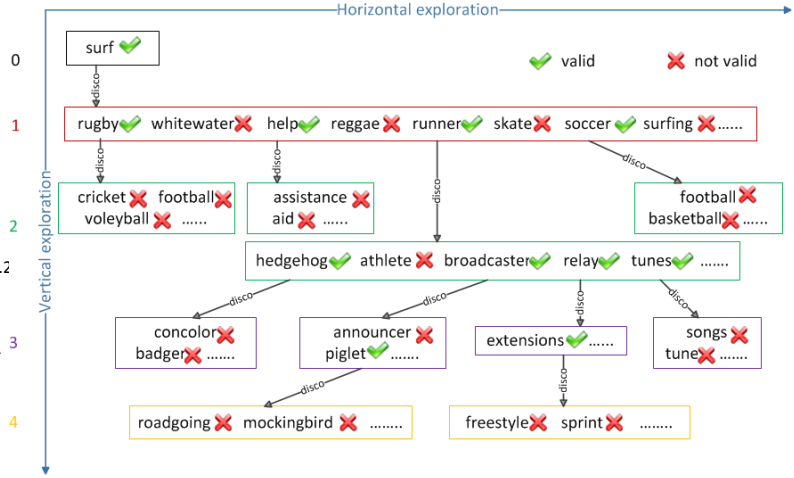 Horizontal exploration
0 surf valid not valid
disco
1 rugby whitewater help reggae runner skate soccer surfing ......
disco disco disco disco
cricket football assistance football
2 voleyball ...... aid ...... basketball ......
Vertical exploration
hedgehog athlete broadcaster relay tunes .......
disco disco disco disco
concolor announcer songs
3 badger ....... piglet ....... extensions ...... tune .......
disco disco
4 roadgoing mockingbird ........ freestyle sprint ........